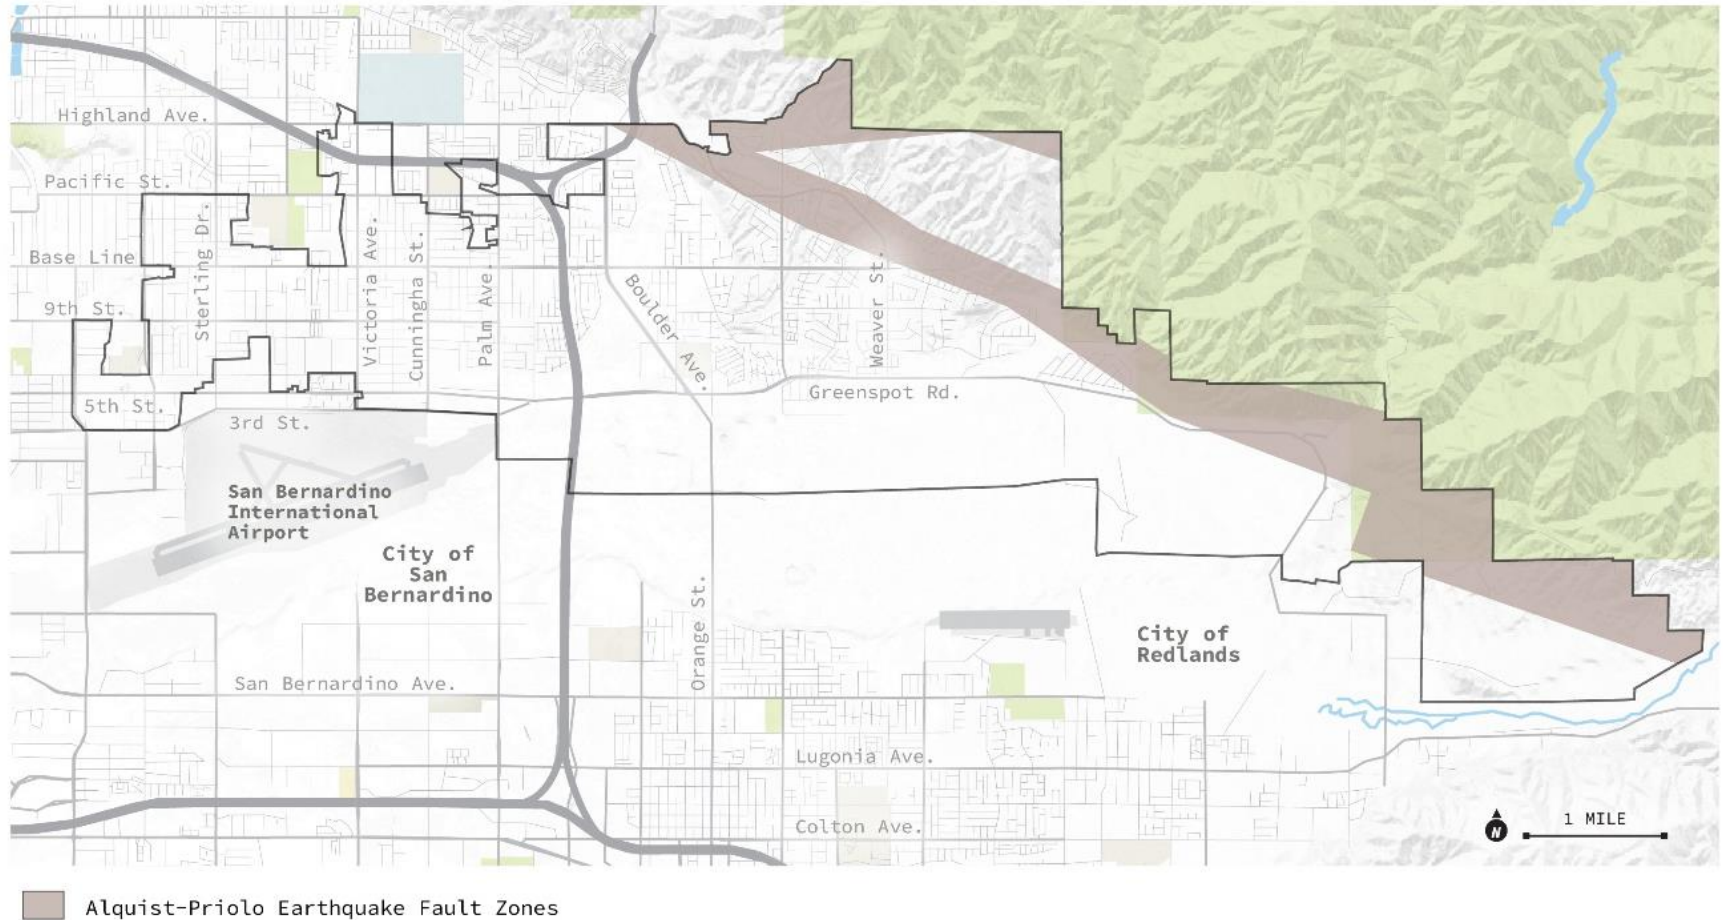 Highland Ave.
Pacific St.
Sterling Dr.
Victoria Ave.
Cunningha St.
Palm Ave.
Base Line
9th St.
Boulder Ave.
Weaver St.
5th St.
3rd St.
Greenspot Rd.
San Bernardino
International
Airport
City of
San
Bernardino
Orange St.
City of
Redlands
San Bernardino Ave.
Lugonia Ave.
Colton Ave.
N
1 MILE
Alquist-Priolo Earthquake Fault Zones